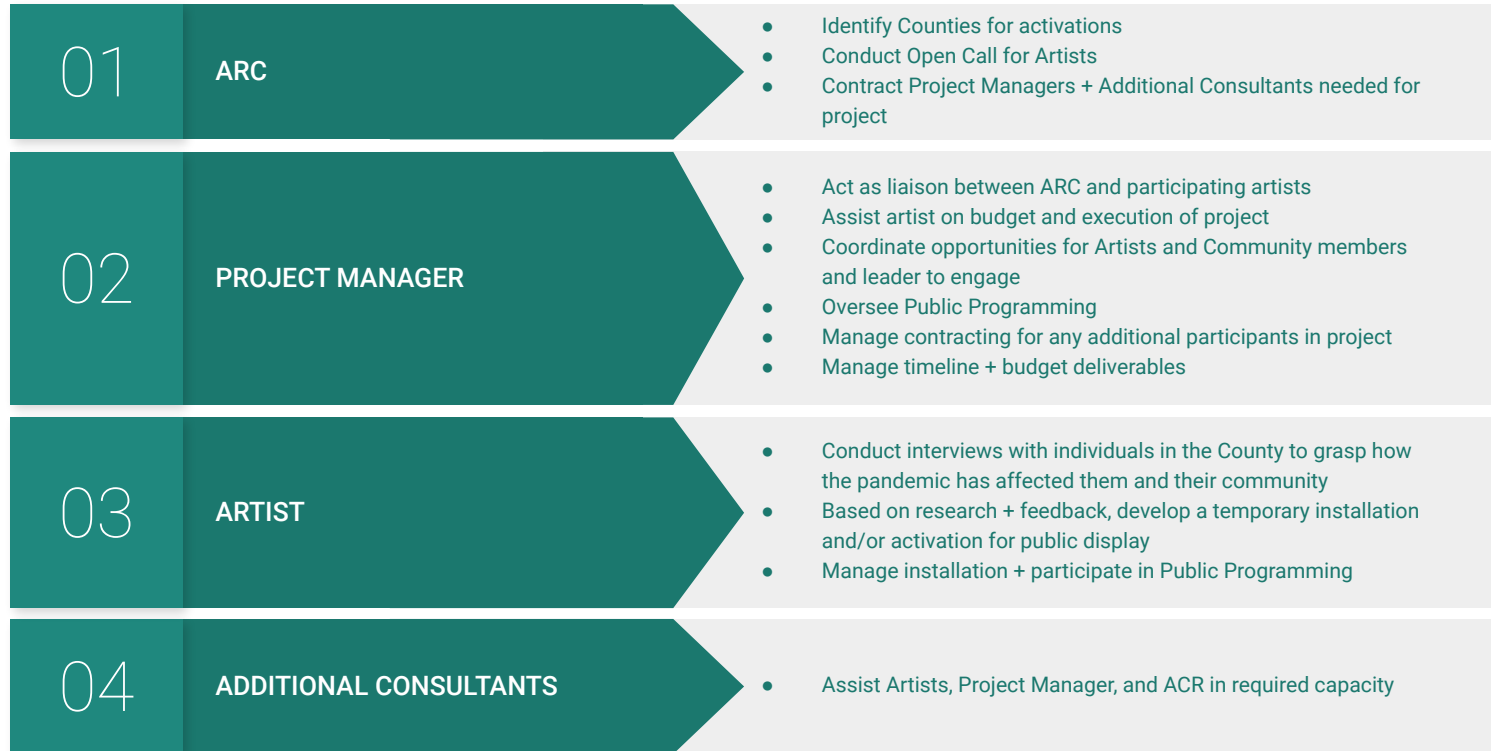 01
ARC
● Identify Counties for activations
● Conduct Open Call for Artists
● Contract Project Managers + Additional Consultants needed for
project
02
PROJECT MANAGER
● Act as liaison between ARC and participating artists
● Assist artist on budget and execution of project
● Coordinate opportunities for Artists and Community members
and leader to engage
● Oversee Public Programming
● Manage contracting for any additional participants in project
● Manage timeline + budget deliverables
03
ARTIST
● Conduct interviews with individuals in the County to grasp how
the pandemic has affected them and their community
● Based on research + feedback, develop a temporary installation
and/or activation for public display
● Manage installation + participate in Public Programming
04
ADDITIONAL CONSULTANTS
● Assist Artists, Project Manager, and ACR in required capacity